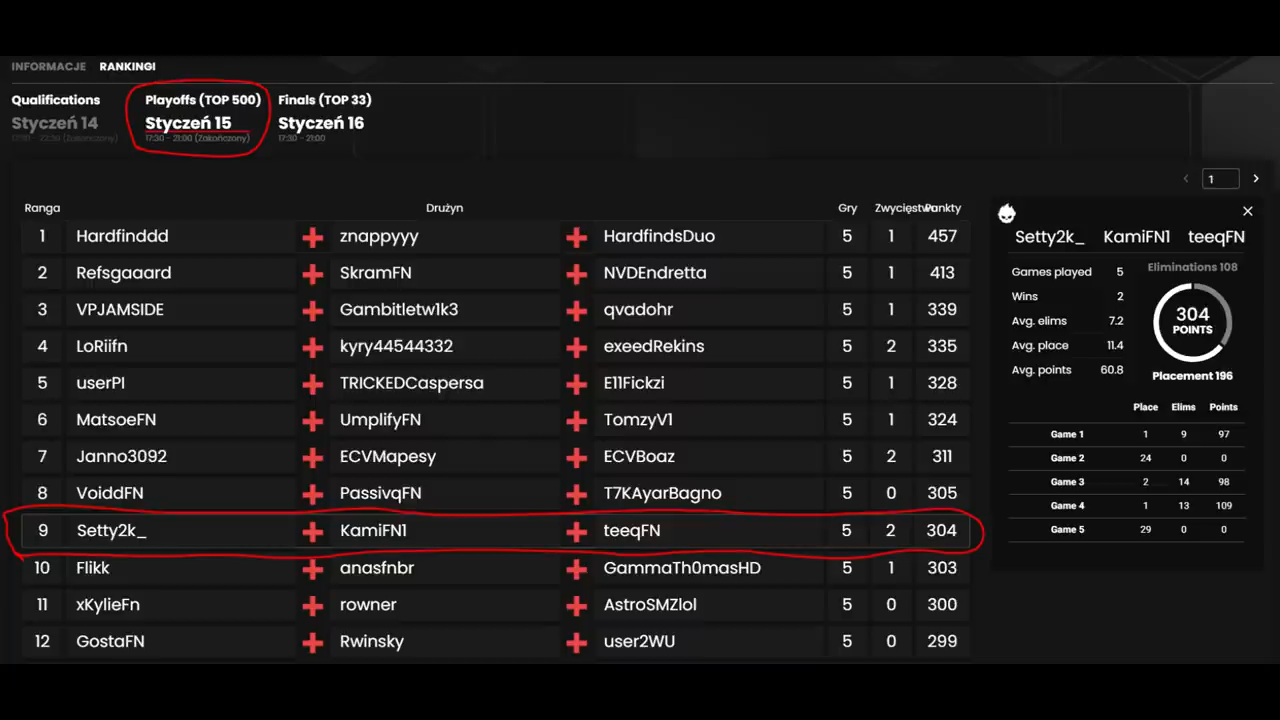 INFORMACJE RANKINGI
Qualifications Playoffs (TOP 500) Finals (TOP 33)
Styczeń 14 Styczeń 15 Styczeń 16
17:30 - 22:30 (Zakończony) 17:30 - 21:00 (Zakończony) 17:30 - 21:00
1
Ranga Drużyn Gry Zwycięstwa Punkty
1 Hardfinddd znappyyy HardfindsDuo 5 1 457
2 Refsgaaard SkramFN NVDEndretta 5 1 413
3 VPJAMSIDE Gambitletw1k3 qvadohr 5 1 339
4 LoRiifn kyry44544332 exeedRekins 5 2 335
5 userPI TRICKEDCaspersa E11Fickzi 5 1 328
6 MatsoeFN UmplifyFN TomzyV1 5 1 324
7 Janno3092 ECVMapesy ECVBoaz 5 2 311
8 VoiddFN PassivqFN T7KAyarBagno 5 0 305
9 Setty2k_ KamiFN1 teeqFN 5 2 304
10 Flikk anasfnbr GammaTh0masHD 5 1 303
11 xKylieFn rowner AstroSMZlol 5 0 300
12 GostaFN Rwinsky user2WU 5 0 299
Setty2k_ KamiFN1 teeqFN
Games played 5
Wins 2
Avg. elims 7.2
Avg. place 11.4
Avg. points 60.8
Eliminations 108
304
POINTS
Placement 196
Place Elims Points
Game 1 1 9 97
Game 2 24 0 0
Game 3 2 14 98
Game 4 1 13 109
Game 5 29 0 0